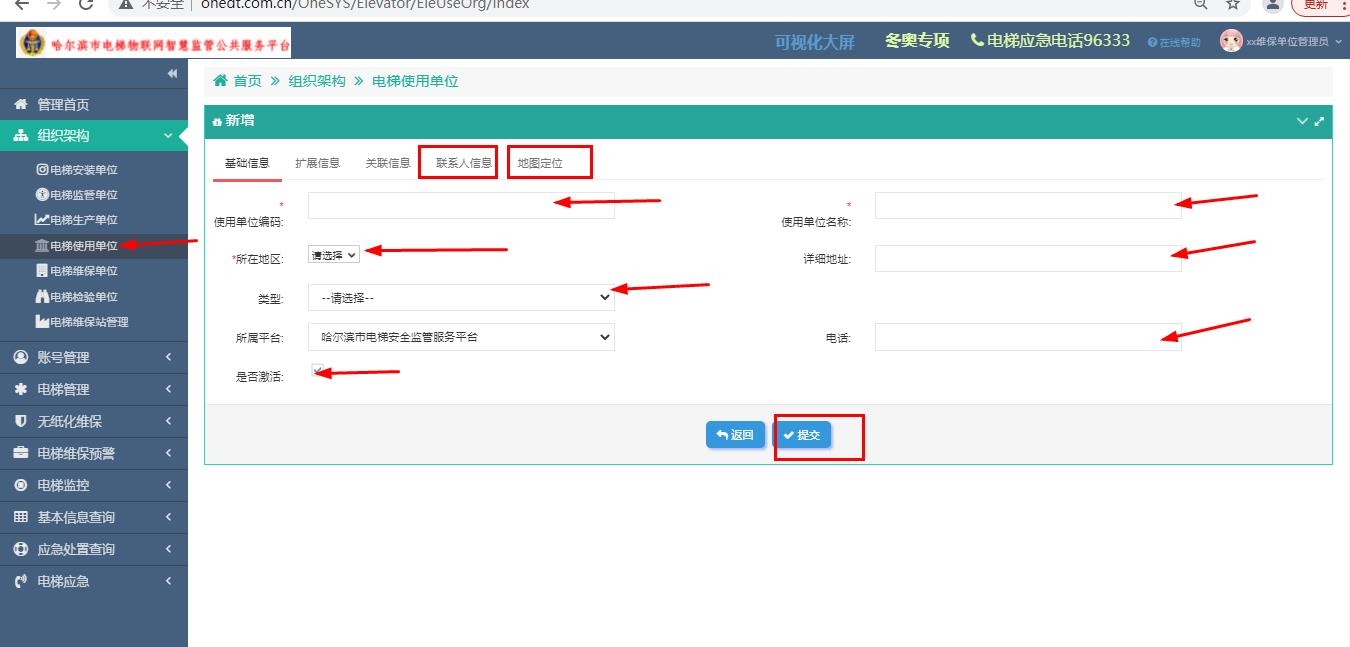 不安全 | onedt.com.cn/OneSYS/Elevator/EleUseOrg/Index
更新
哈尔滨市电梯物联网智慧监管公共服务平台
可视化大屏 冬奥专项 电梯应急电话96333 在线帮助 xx维保单位管理员
首页 组织架构 电梯使用单位
管理首页
组织架构
电梯安装单位
电梯监管单位
电梯生产单位
电梯使用单位
电梯维保单位
电梯检验单位
电梯维保站管理
账号管理
电梯管理
无纸化维保
电梯维保预警
电梯监控
基本信息查询
应急处置查询
电梯应急
新增
基础信息 扩展信息 关联信息 联系人信息 地图定位
* 使用单位编码:
* 使用单位名称:
*所在地区: 请选择
详细地址:
类型: --请选择--
所属平台: 哈尔滨市电梯安全监管服务平台
电话:
是否激活:
返回 提交